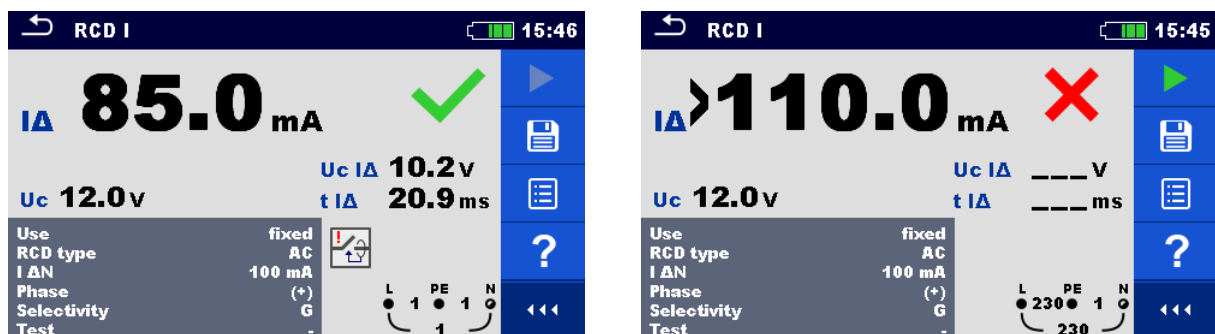 RCD I 15:46
IΔ 85.0 mA
Uc IΔ 10.2 V
Uc 12.0 V t IΔ 20.9 ms
Use fixed
RCD type AC
I ΔN 100 mA
Phase (+)
Selectivity G
Test -
!
L PE N
1 1
1
?
RCD I 15:45
IΔ >110.0 mA
Uc IΔ ___ V
Uc 12.0 V t IΔ ___ ms
Use fixed
RCD type AC
I ΔN 100 mA
Phase (+)
Selectivity G
Test -
L PE N
230 1
230
?